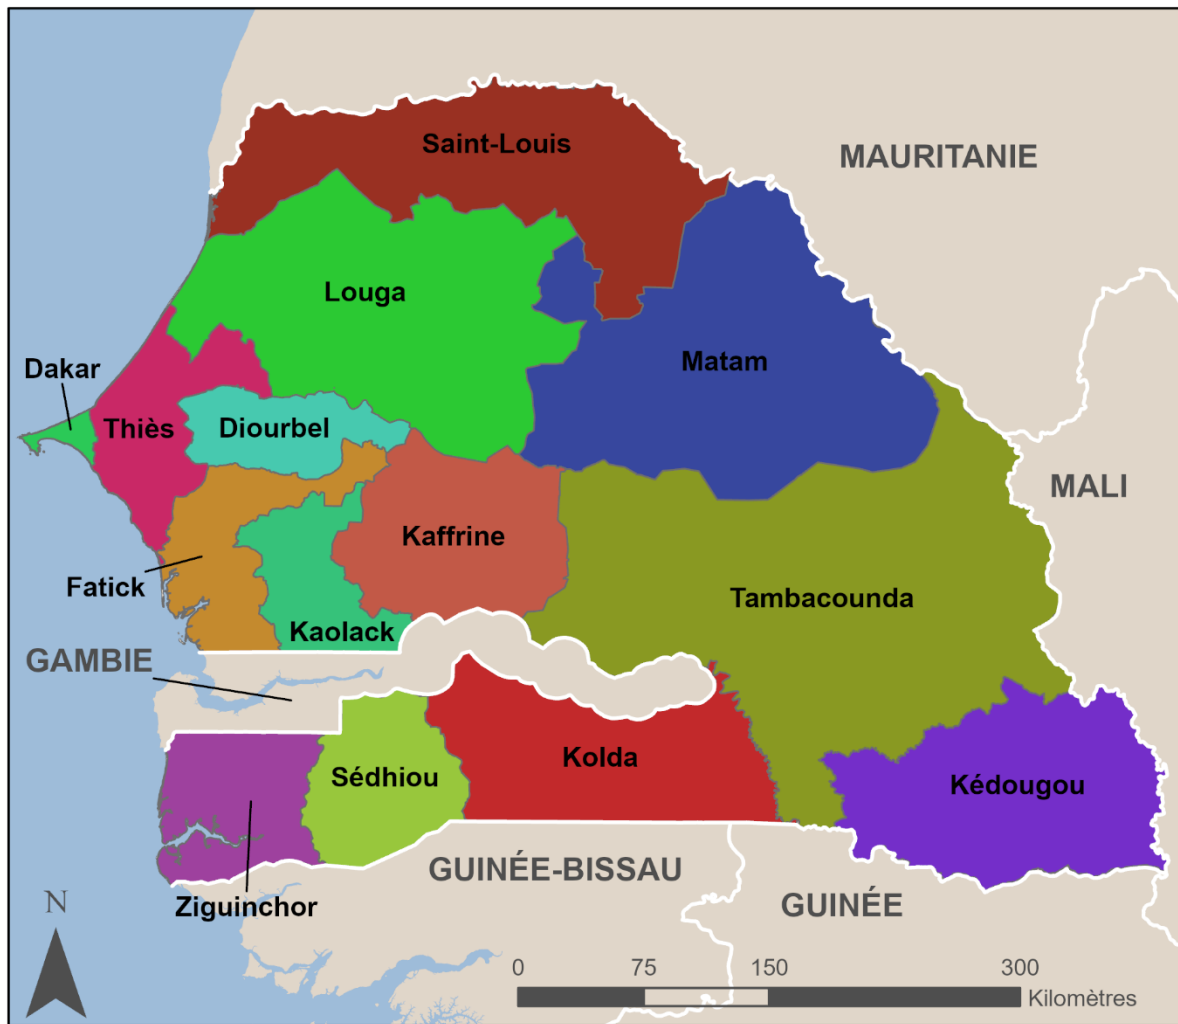 Saint-Louis
MAURITANIE
Louga
Matam
Dakar
Thiès
Diourbel
MALI
Kaffrine
Fatick
Tambacounda
Kaolack
GAMBIE
Kolda
Sédhiou
Kédougou
GUINÉE-BISSAU
Ziguinchor
GUINÉE
N
0 75 150 300
Kilomètres